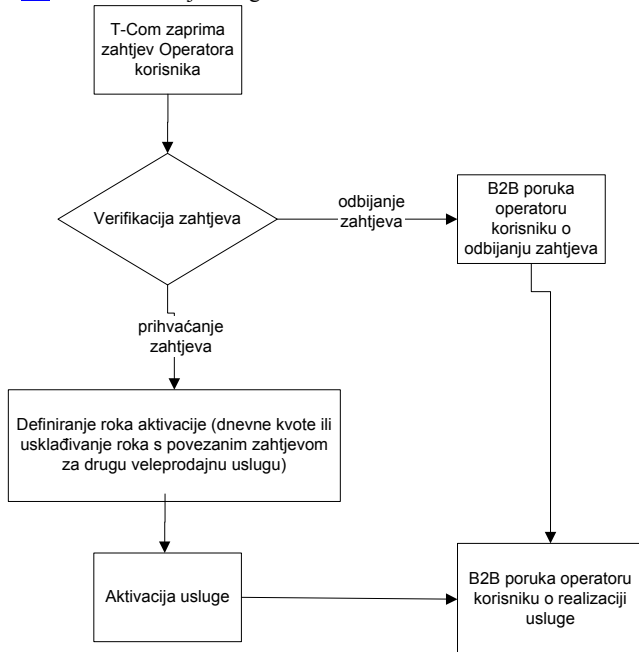 T-Com zaprima
zahtjev Operatora
korisnika
Verifikacija zahtjeva
odbijanje
zahtjeva
B2B poruka
operatoru
korisniku o
odbijanju zahtjeva
prihvaćanje
zahtjeva
Definiranje roka aktivacije (dnevne kvote ili
usklađivanje roka s povezanim zahtjevom
za drugu veleprodajnu uslugu)
Aktivacija usluge
B2B poruka operatoru
korisniku o realizaciji
usluge